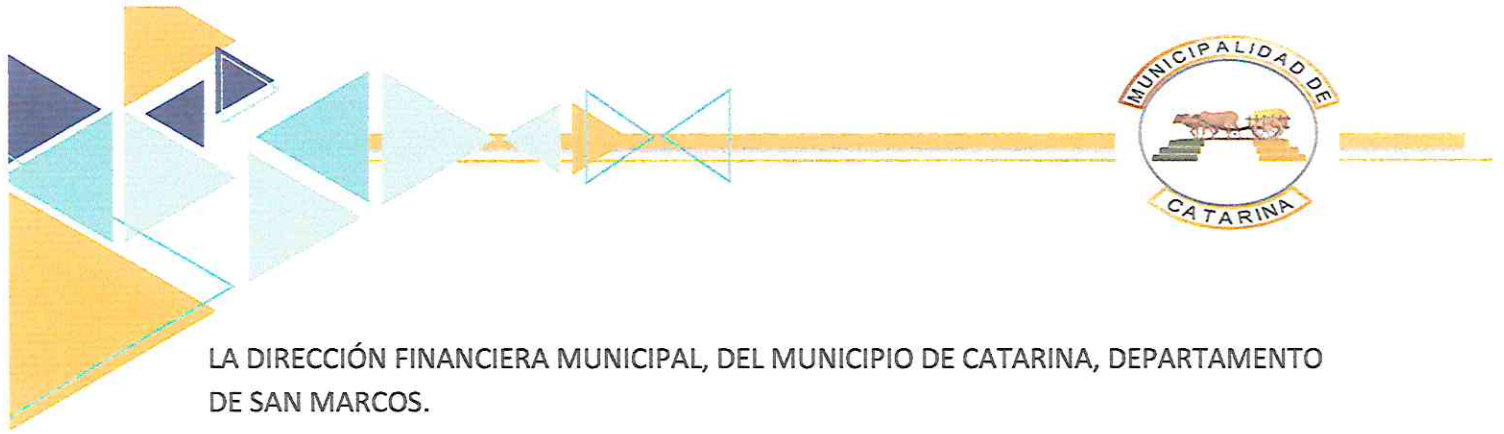 MUNICIPALIDAD DE
CATARINA
LA DIRECCIÓN FINANCIERA MUNICIPAL, DEL MUNICIPIO DE CATARINA, DEPARTAMENTO
DE SAN MARCOS.